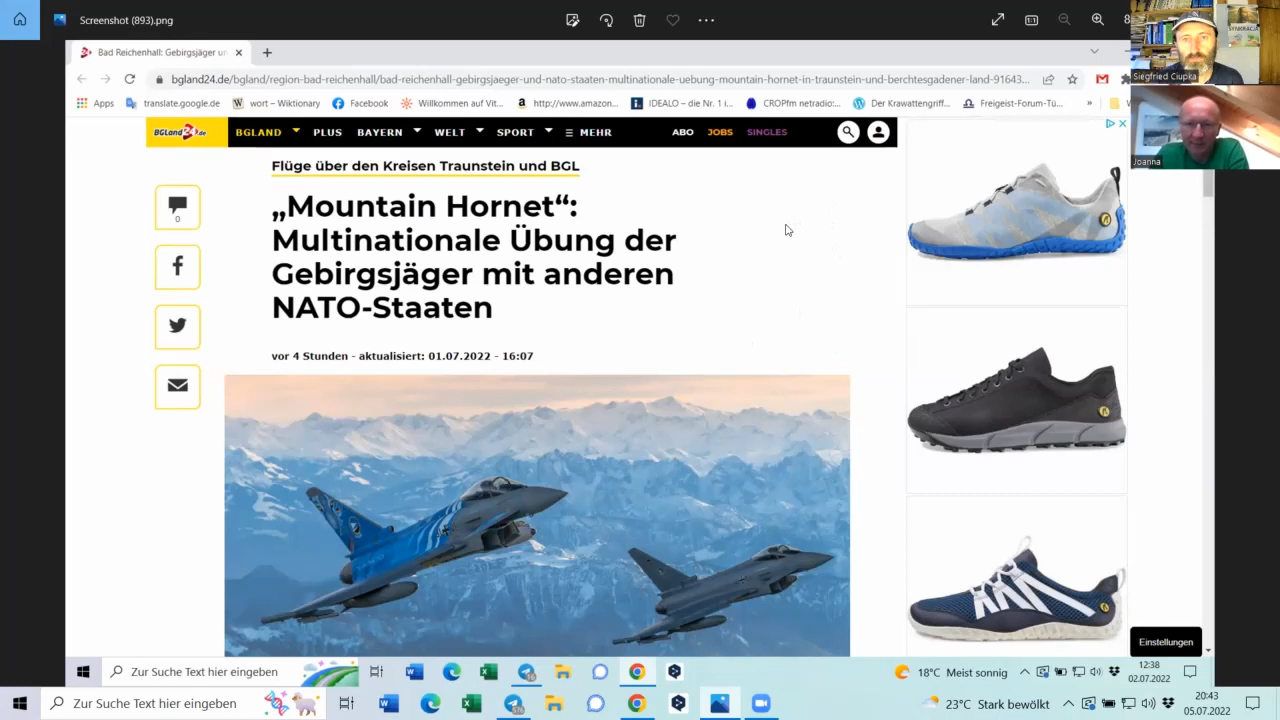 Screenshot (893).png
Bad Reichenhall: Gebirgsjäger un
bgland24.de/bgland/region-bad-reichenhall/bad-reichenhall-gebirgsjaeger-und-nato-staaten-multinationale-uebung-mountain-hornet-in-traunstein-und-berchtesgadener-land-91643...
Apps translate.google.de wort – Wiktionary Facebook Willkommen auf Vit... http://www.amazon... IDEALO – die Nr. 1 i... CROPfm netradio:... Der Krawattengriff... Freigeist-Forum-Tü... »
BGLand24.de BGLAND PLUS BAYERN WELT SPORT MEHR ABO JOBS SINGLES
Flüge über den Kreisen Traunstein und BGL
„Mountain Hornet“:
Multinationale Übung der
Gebirgsjäger mit anderen
NATO-Staaten
0
vor 4 Stunden - aktualisiert: 01.07.2022 - 16:07
Siegfried Ciupka
Joanna
Einstellungen
Zur Suche Text hier eingeben
18°C Meist sonnig
12:38
02.07.2022
Zur Suche Text hier eingeben
23°C Stark bewölkt
20:43
05.07.2022